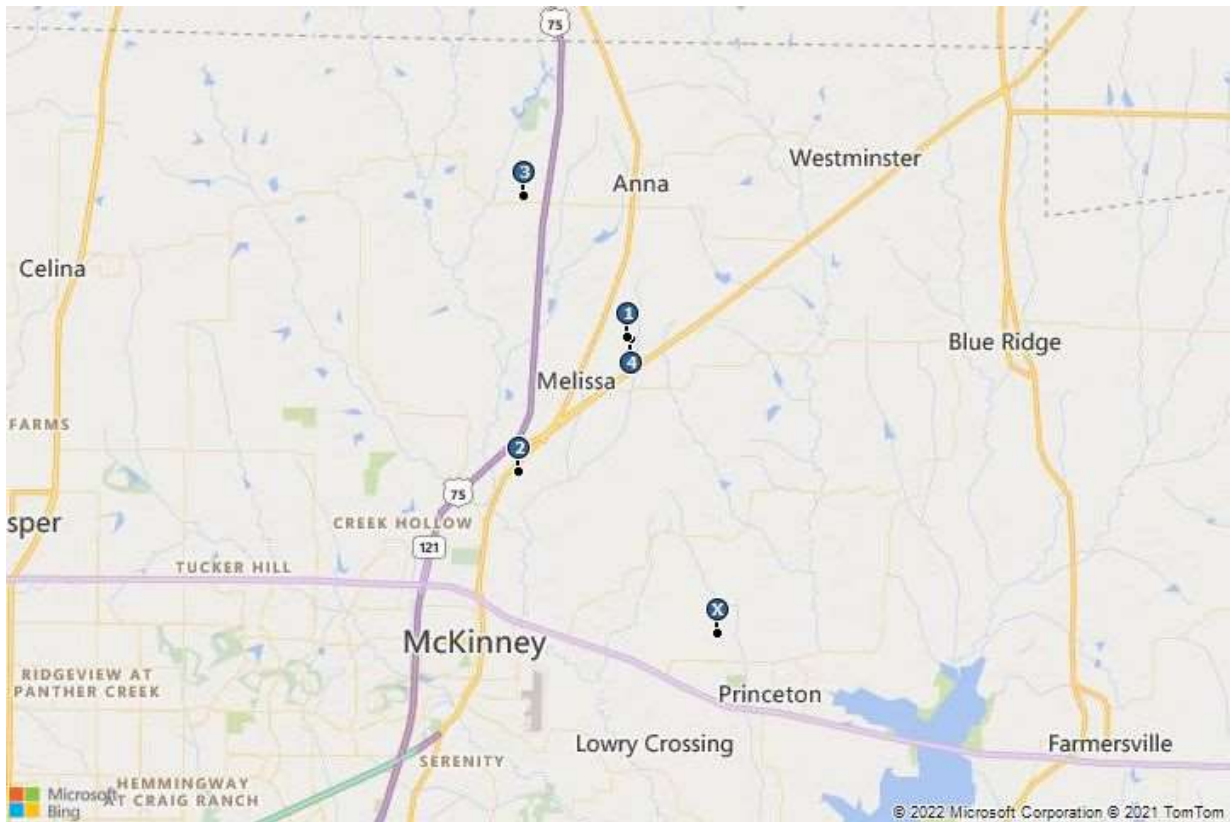 75
Westminster
3
Anna
Celina
1
Blue Ridge
4
Melissa
FARMS
2
75
sper
CREEK HOLLOW
121
TUCKER HILL
X
McKinney
RIDGEVIEW AT
PANTHER CREEK
Princeton
Lowry Crossing
Farmersville
SERENITY
HEMMINGWAY
AT CRAIG RANCH
Microsoft
Bing
© 2022 Microsoft Corporation © 2021 TomTom